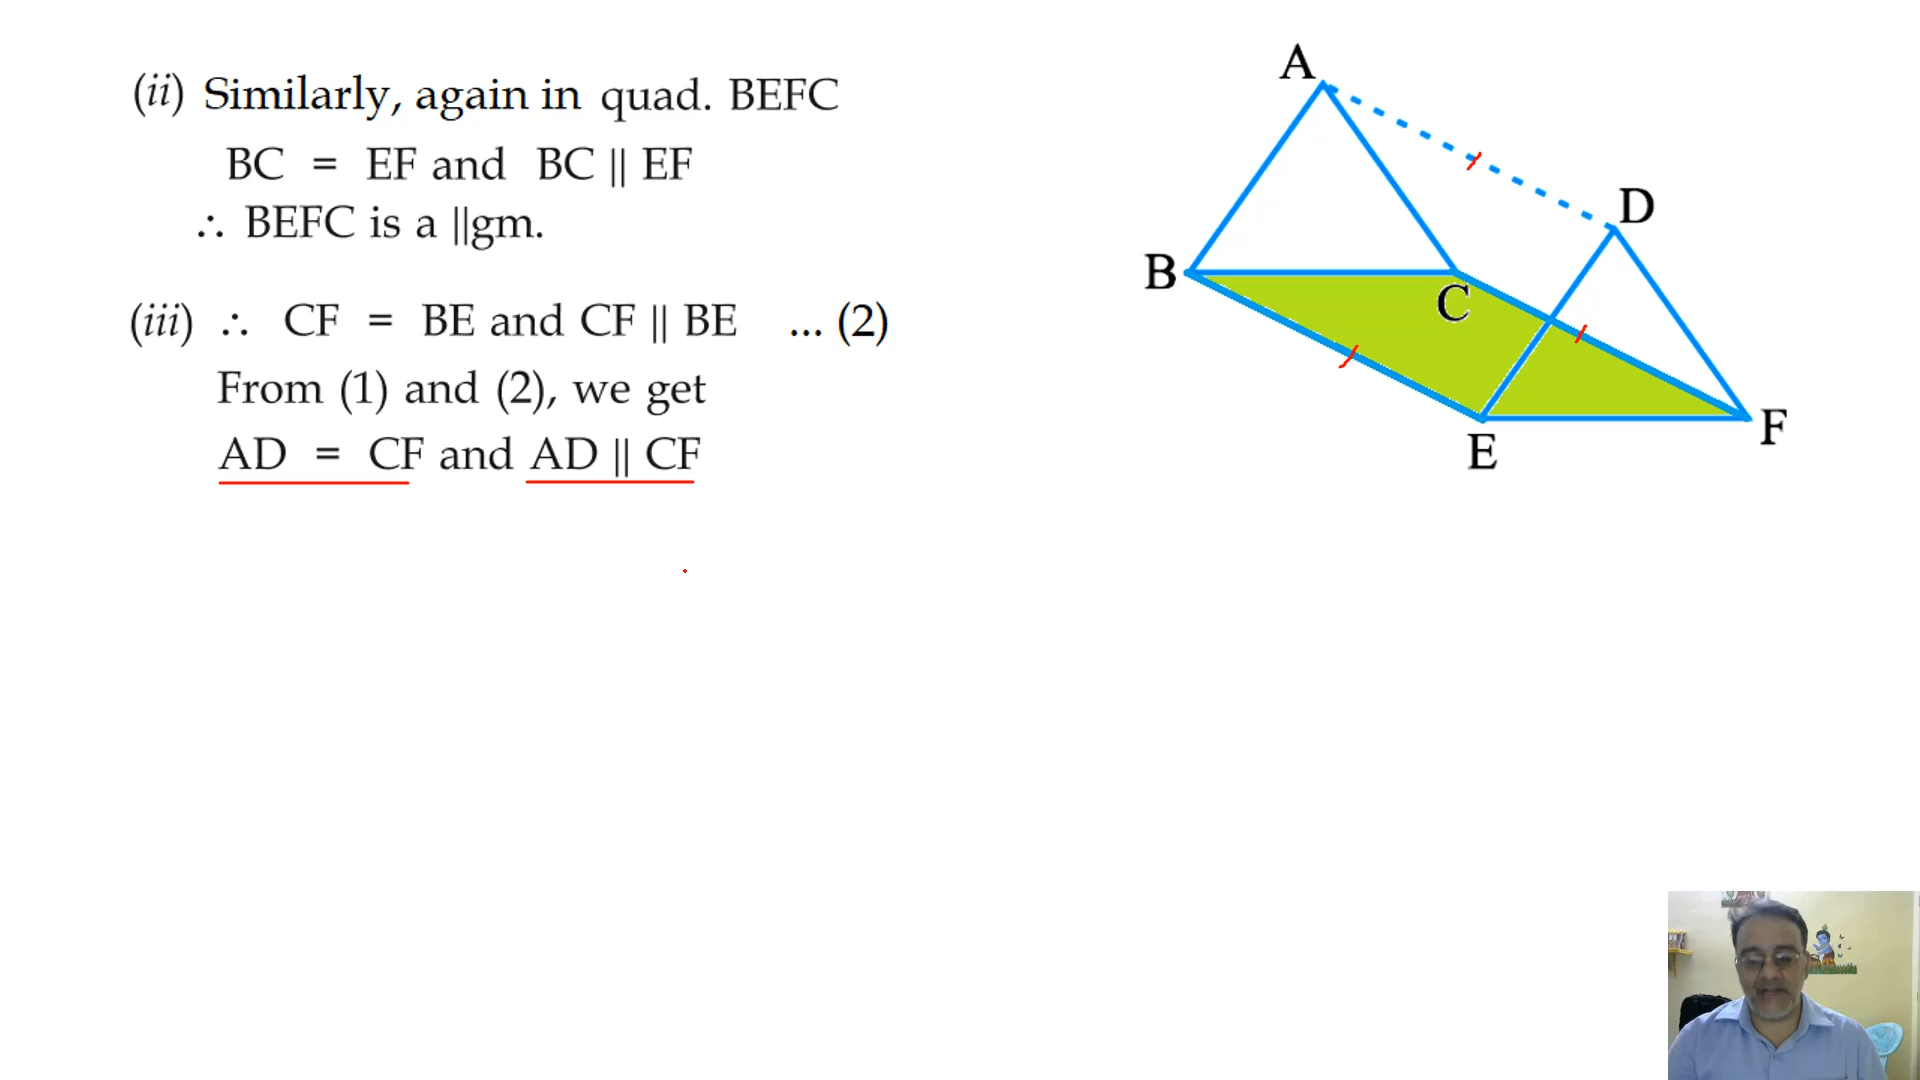 (ii) Similarly, again in quad. BEFC
BC = EF and BC || EF
∴ BEFC is a ||gm.
(iii) ∴ CF = BE and CF || BE ... (2)
From (1) and (2), we get
AD = CF and AD || CF
A
D
B
C
E
F